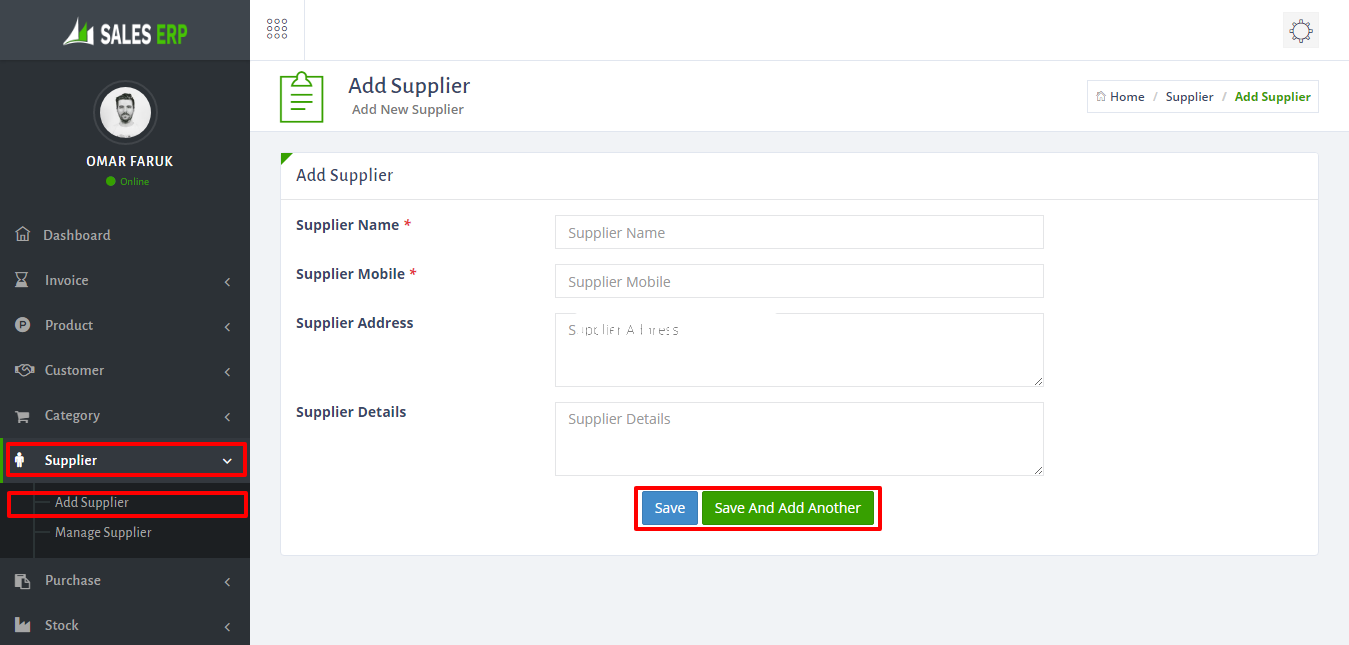 SALES ERP
OMAR FARUK
Online
Dashboard
Invoice
Product
Customer
Category
Supplier
Add Supplier
Manage Supplier
Purchase
Stock
Add Supplier
Add New Supplier
Home / Supplier / Add Supplier
Add Supplier
Supplier Name *
Supplier Name
Supplier Mobile *
Supplier Mobile
Supplier Address
Supplier Address
Supplier Details
Supplier Details
Save
Save And Add Another